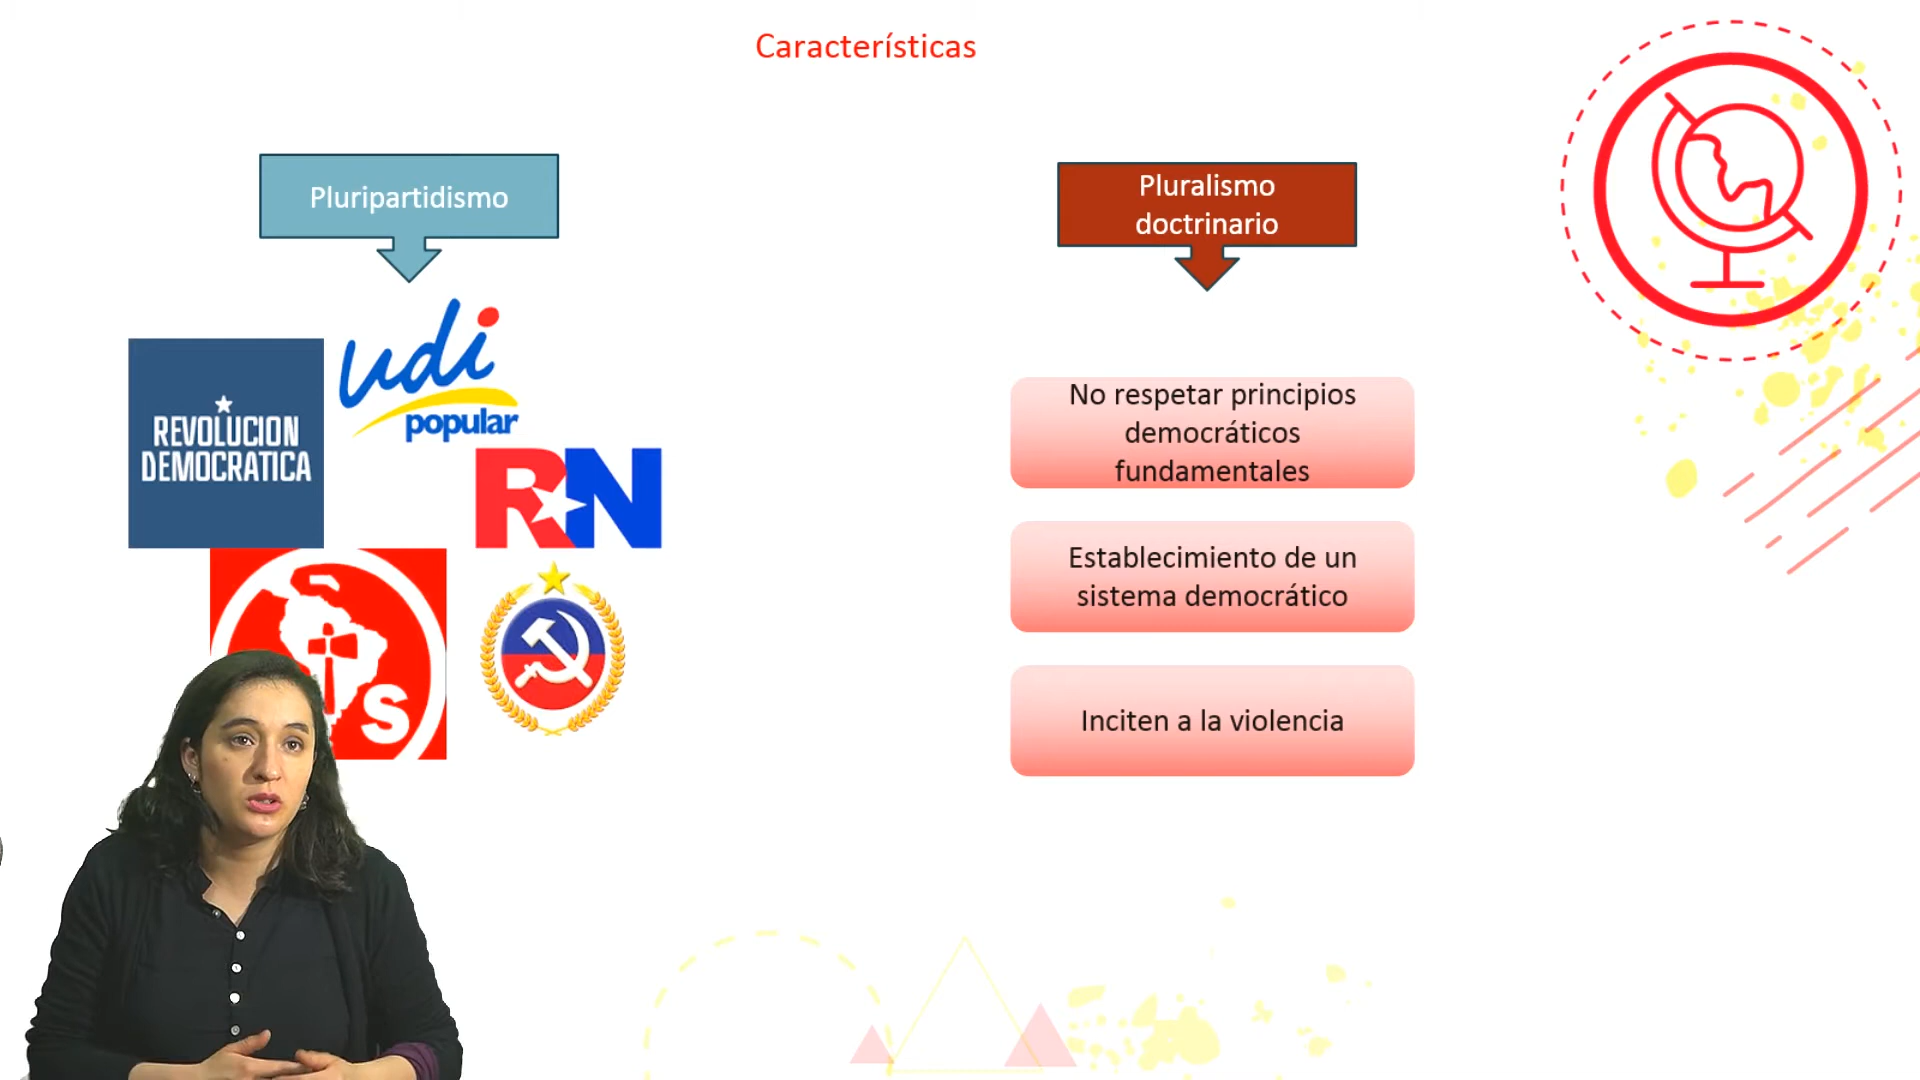 Características
Pluripartidismo
Pluralismo
doctrinario
udi
popular
REVOLUCION
DEMOCRATICA
RN
S
No respetar principios
democráticos
fundamentales
Establecimiento de un
sistema democrático
Inciten a la violencia